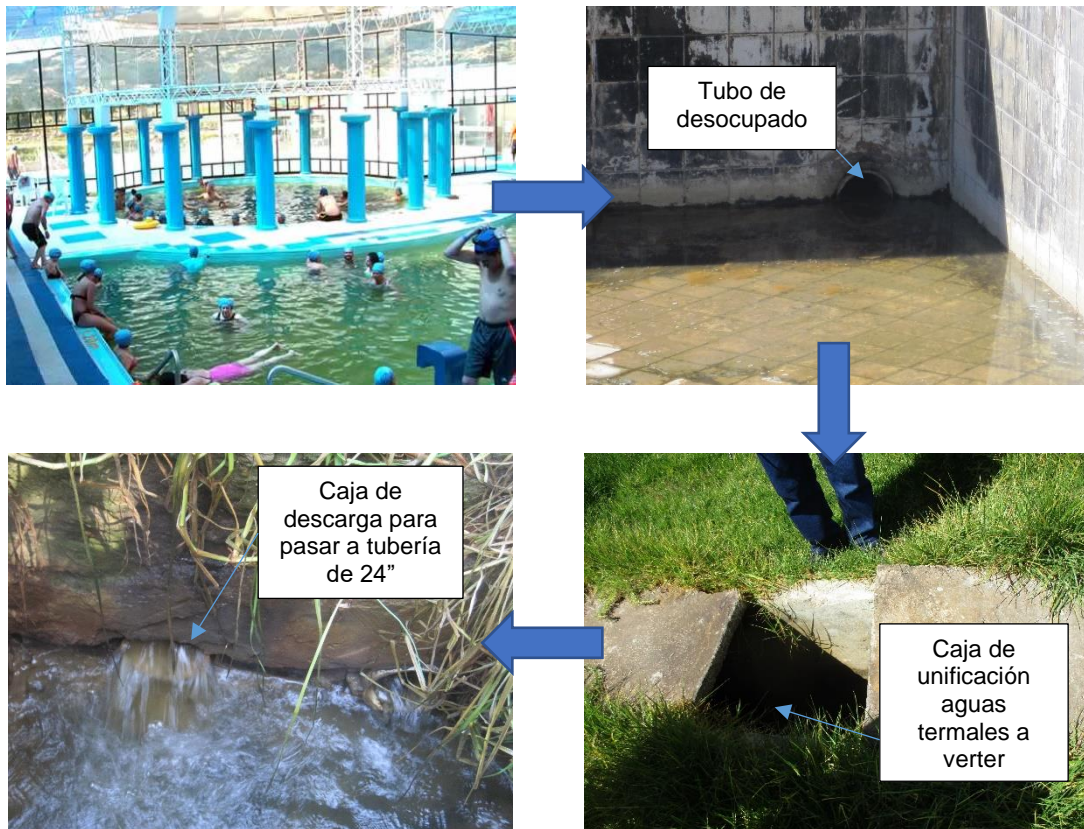 Tubo de
desocupado
Caja de
descarga para
pasar a tubería
de 24”
Caja de
unificación
aguas
termales a
verter